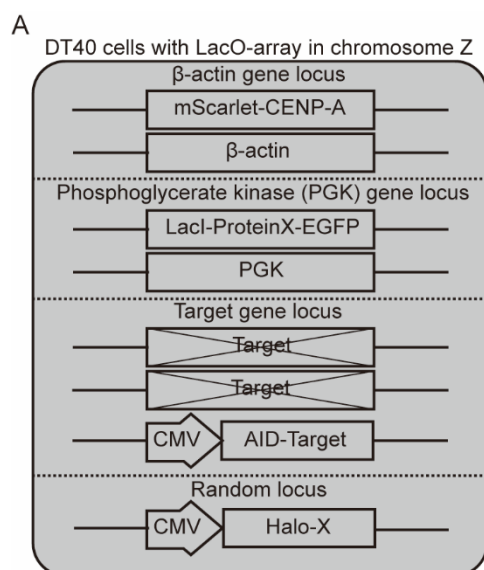 A
DT40 cells with LacO-array in chromosome Z
β-actin gene locus
mScarlet-CENP-A
β-actin
Phosphoglycerate kinase (PGK) gene locus
LacI-ProteinX-EGFP
PGK
Target gene locus
Target
Target
CMV AID-Target
Random locus
CMV Halo-X